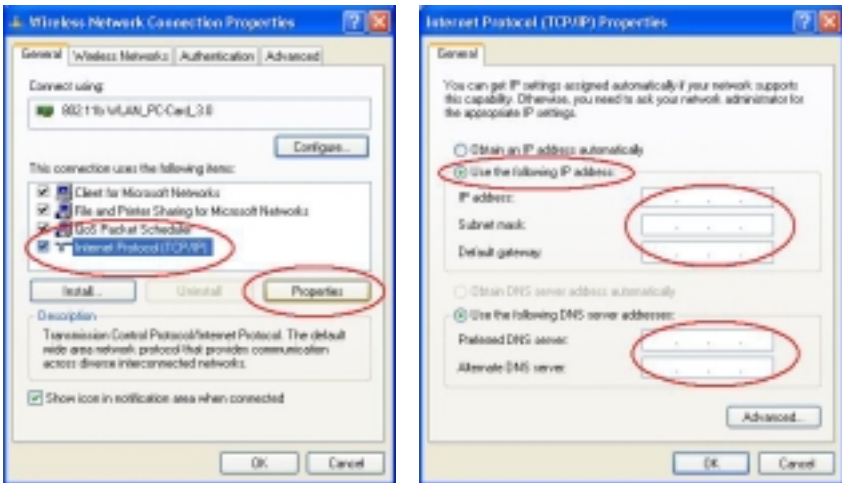 Wireless Network Connection Properties
General Wireless Networks Authentication Advanced
Connect using:
802.11b WLAN_PC-Card_3.0
Configure...
This connection uses the following items:
Client for Microsoft Networks
File and Printer Sharing for Microsoft Networks
QoS Packet Scheduler
Internet Protocol (TCP/IP)
Install... Uninstall Properties
Description
Transmission Control Protocol/Internet Protocol. The default
wide area network protocol that provides communication
across diverse interconnected networks.
Show icon in notification area when connected
OK Cancel
Internet Protocol (TCP/IP) Properties
General
You can get IP settings assigned automatically if your network supports
this capability. Otherwise, you need to ask your network administrator for
the appropriate IP settings.
Obtain an IP address automatically
Use the following IP address:
IP address:
Subnet mask:
Default gateway:
Obtain DNS server address automatically
Use the following DNS server addresses:
Preferred DNS server:
Alternate DNS server:
Advanced...
OK Cancel